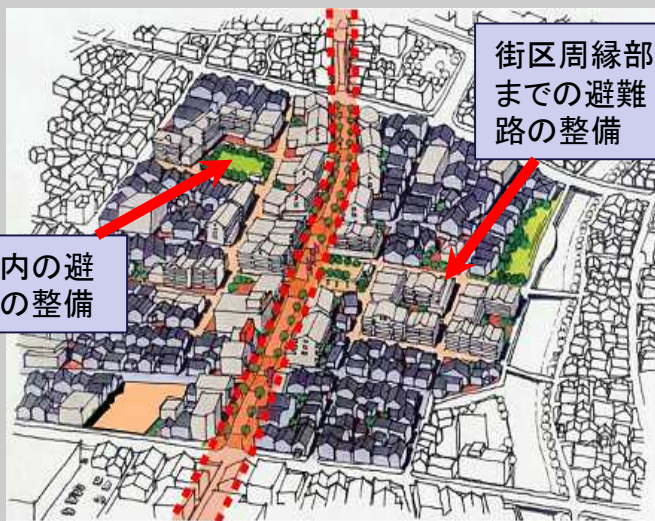 街区周縁部
までの避難
路の整備
内の避
の整備